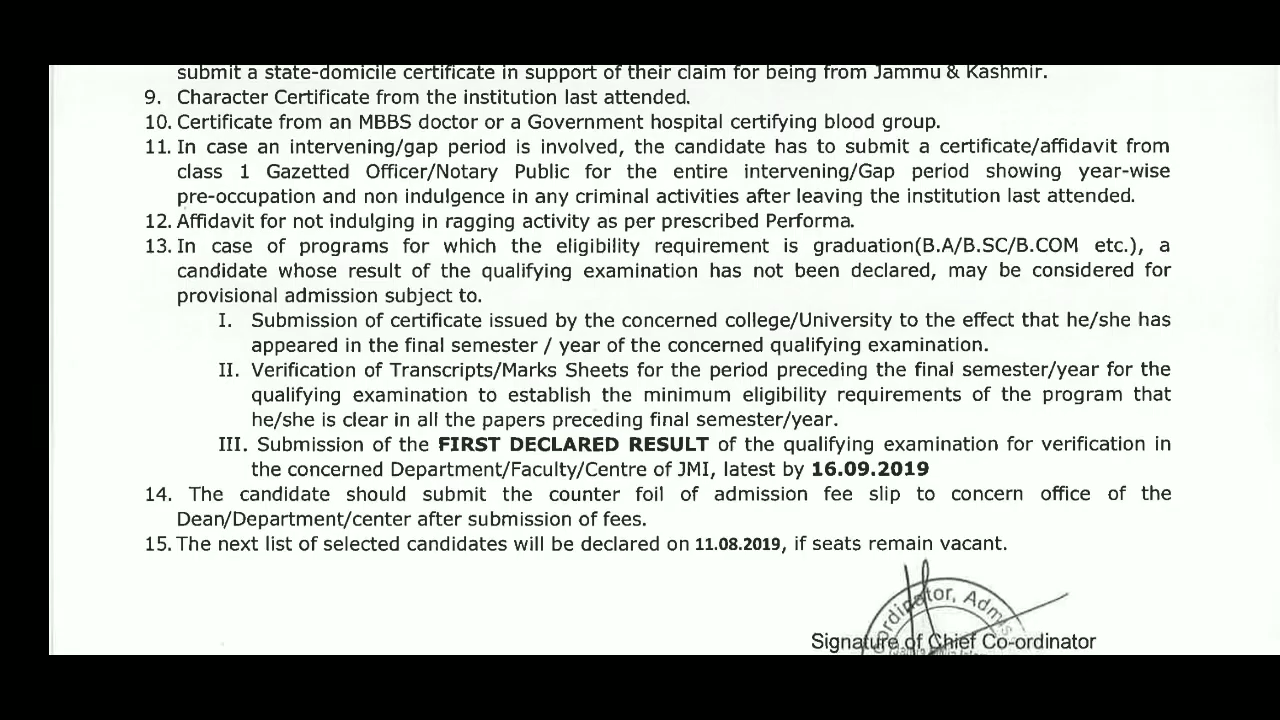 submit a state-domicile certificate in support of their claim for being from Jammu & Kashmir.
9. Character Certificate from the institution last attended.
10. Certificate from an MBBS doctor or a Government hospital certifying blood group.
11. In case an intervening/gap period is involved, the candidate has to submit a certificate/affidavit from
class 1 Gazetted Officer/Notary Public for the entire intervening/Gap period showing year-wise
pre-occupation and non indulgence in any criminal activities after leaving the institution last attended.
12. Affidavit for not indulging in ragging activity as per prescribed Performa.
13. In case of programs for which the eligibility requirement is graduation(B.A/B.SC/B.COM etc.), a
candidate whose result of the qualifying examination has not been declared, may be considered for
provisional admission subject to.
I. Submission of certificate issued by the concerned college/University to the effect that he/she has
appeared in the final semester / year of the concerned qualifying examination.
II. Verification of Transcripts/Marks Sheets for the period preceding the final semester/year for the
qualifying examination to establish the minimum eligibility requirements of the program that
he/she is clear in all the papers preceding final semester/year.
III. Submission of the FIRST DECLARED RESULT of the qualifying examination for verification in
the concerned Department/Faculty/Centre of JMI, latest by 16.09.2019
14. The candidate should submit the counter foil of admission fee slip to concern office of the
Dean/Department/center after submission of fees.
15. The next list of selected candidates will be declared on 11.08.2019, if seats remain vacant.
Signature of Chief Co-ordinator